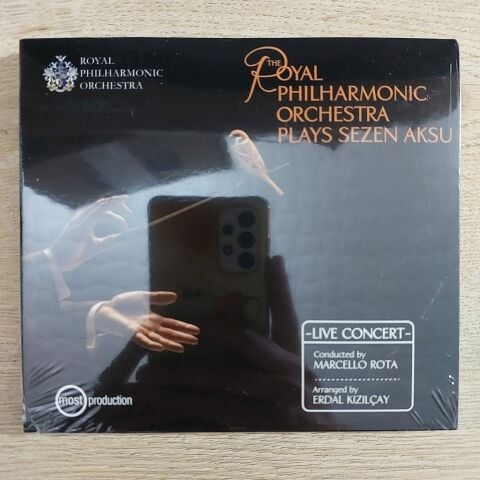 ROYAL
PHILHARMONIC
ORCHESTRA
THE
ROYAL
PHILHARMONIC
ORCHESTRA
PLAYS SEZEN AKSU
-LIVE CONCERT-
Conducted by
MARCELLO ROTA
Arranged by
ERDAL KIZILÇAY
most production